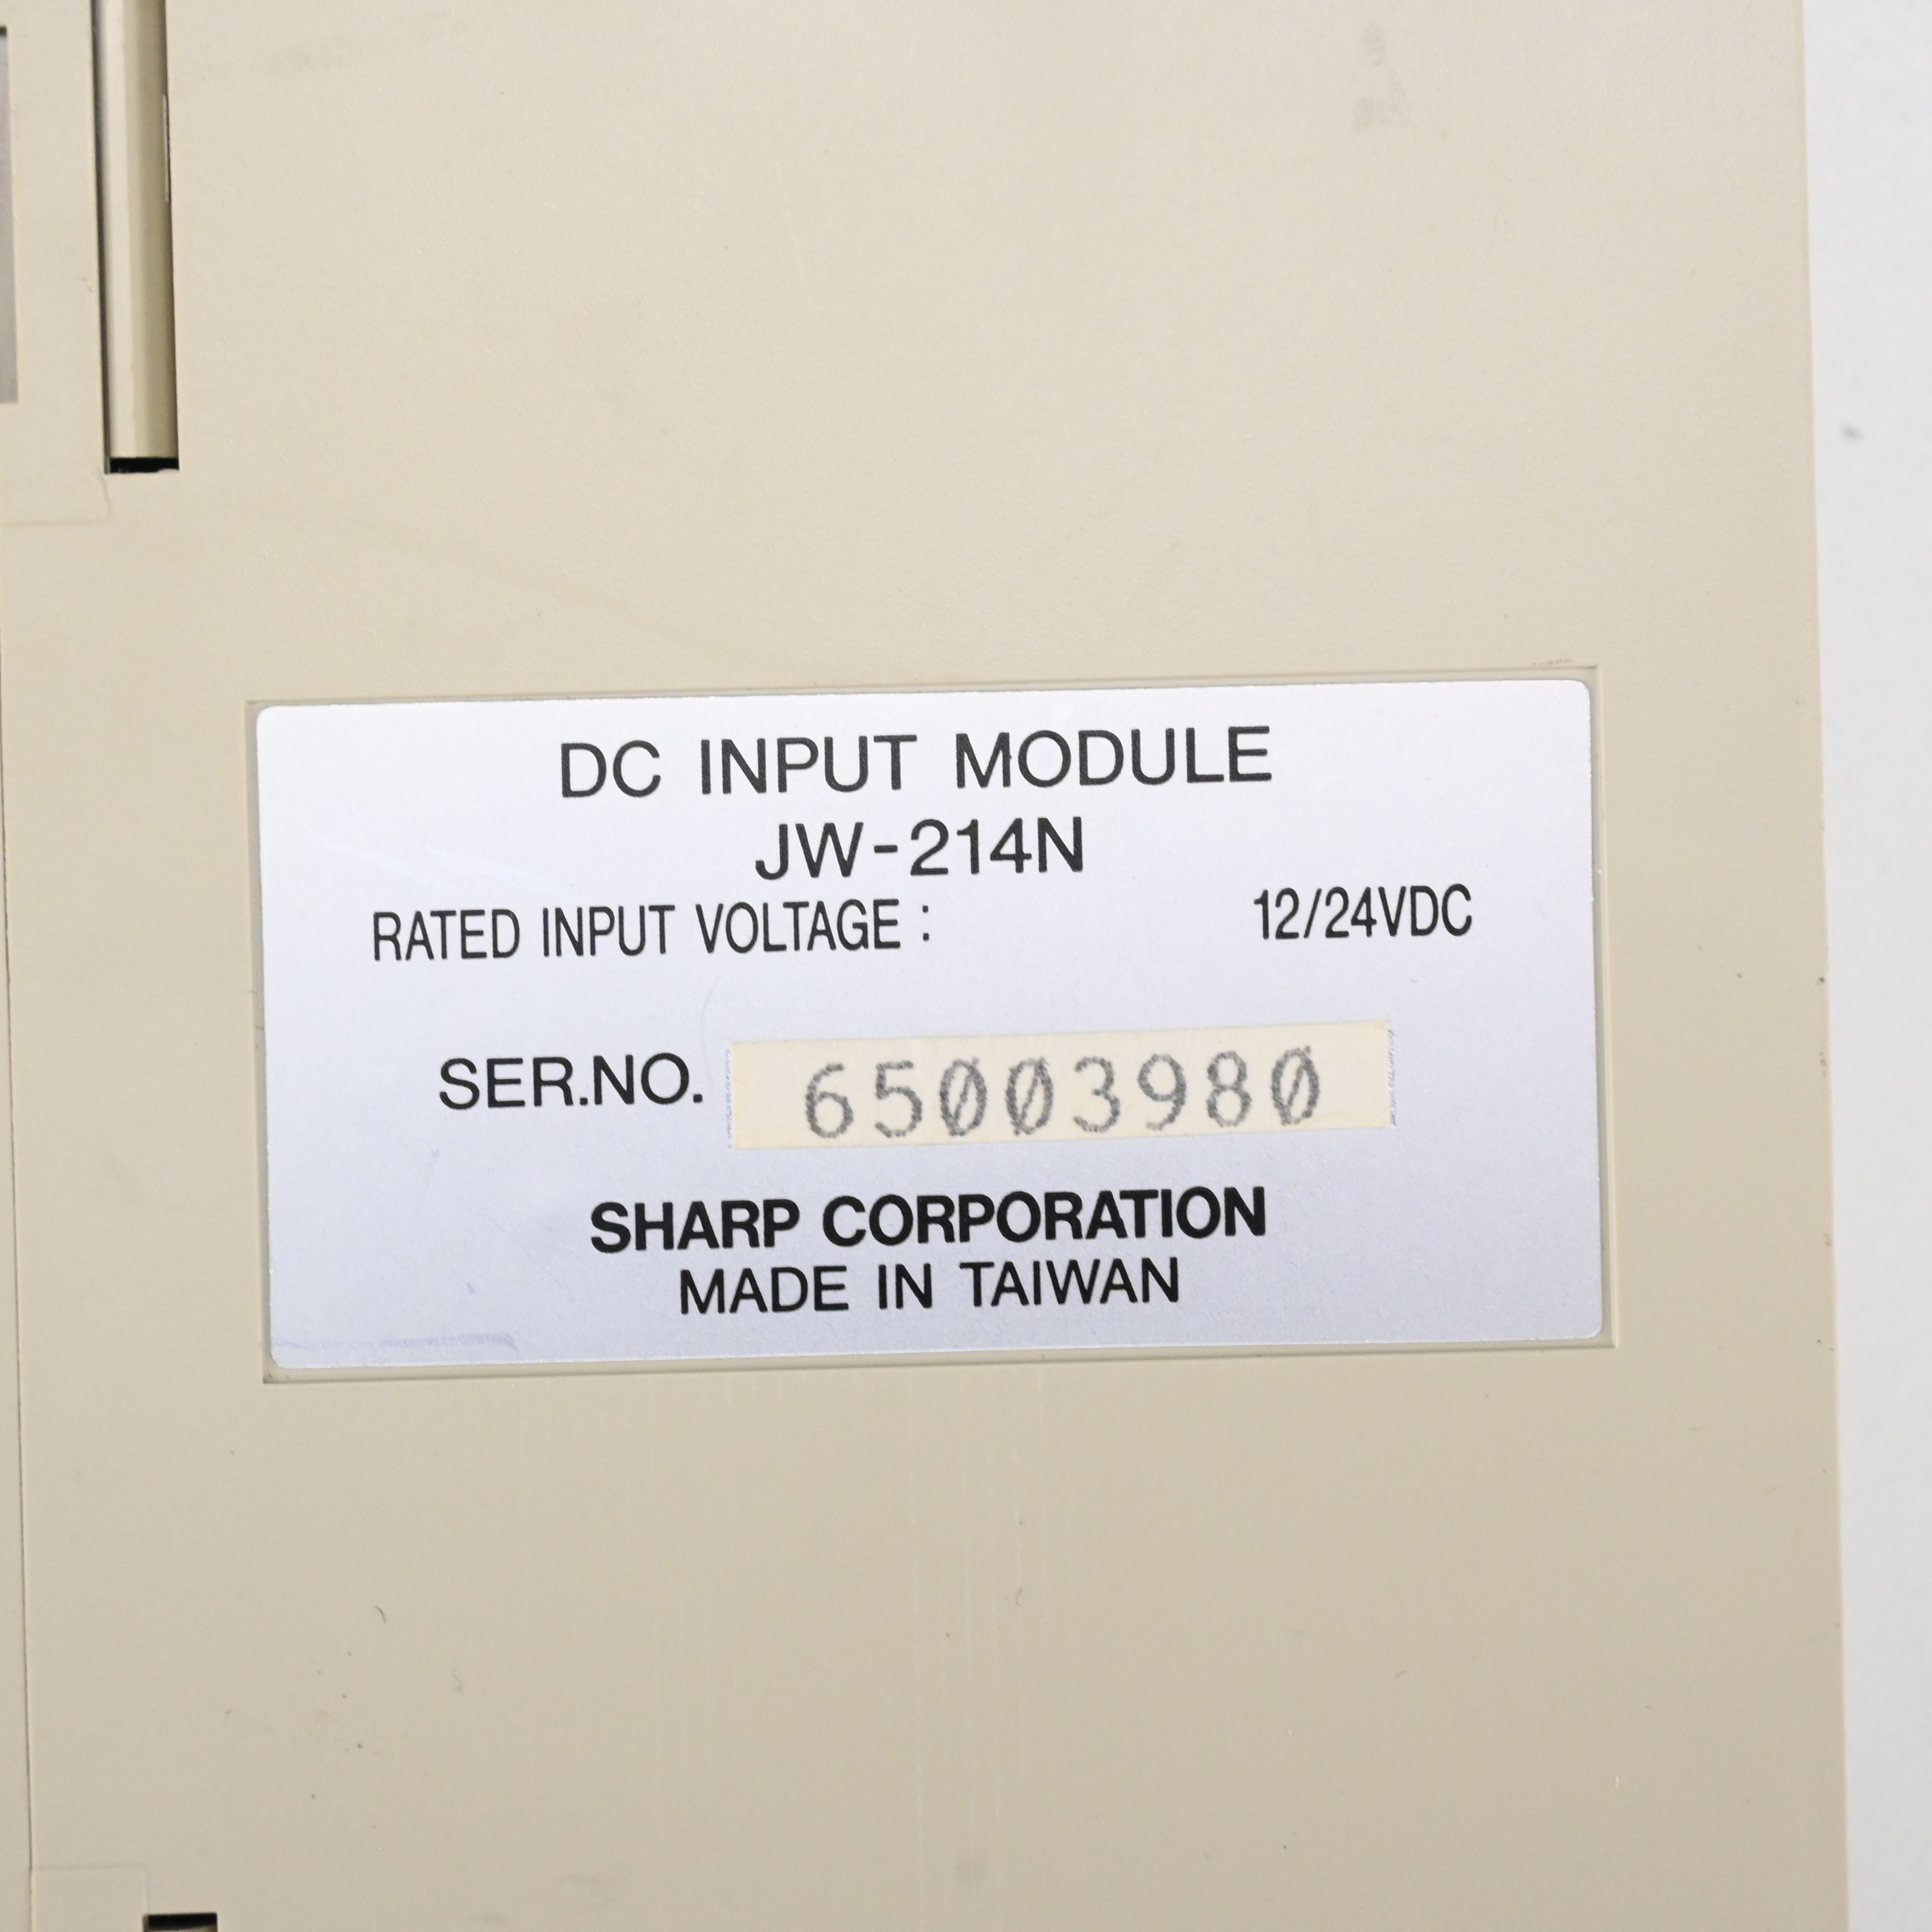 DC INPUT MODULE
JW-214N
RATED INPUT VOLTAGE : 12/24VDC
SER.NO. 65003980
SHARP CORPORATION
MADE IN TAIWAN